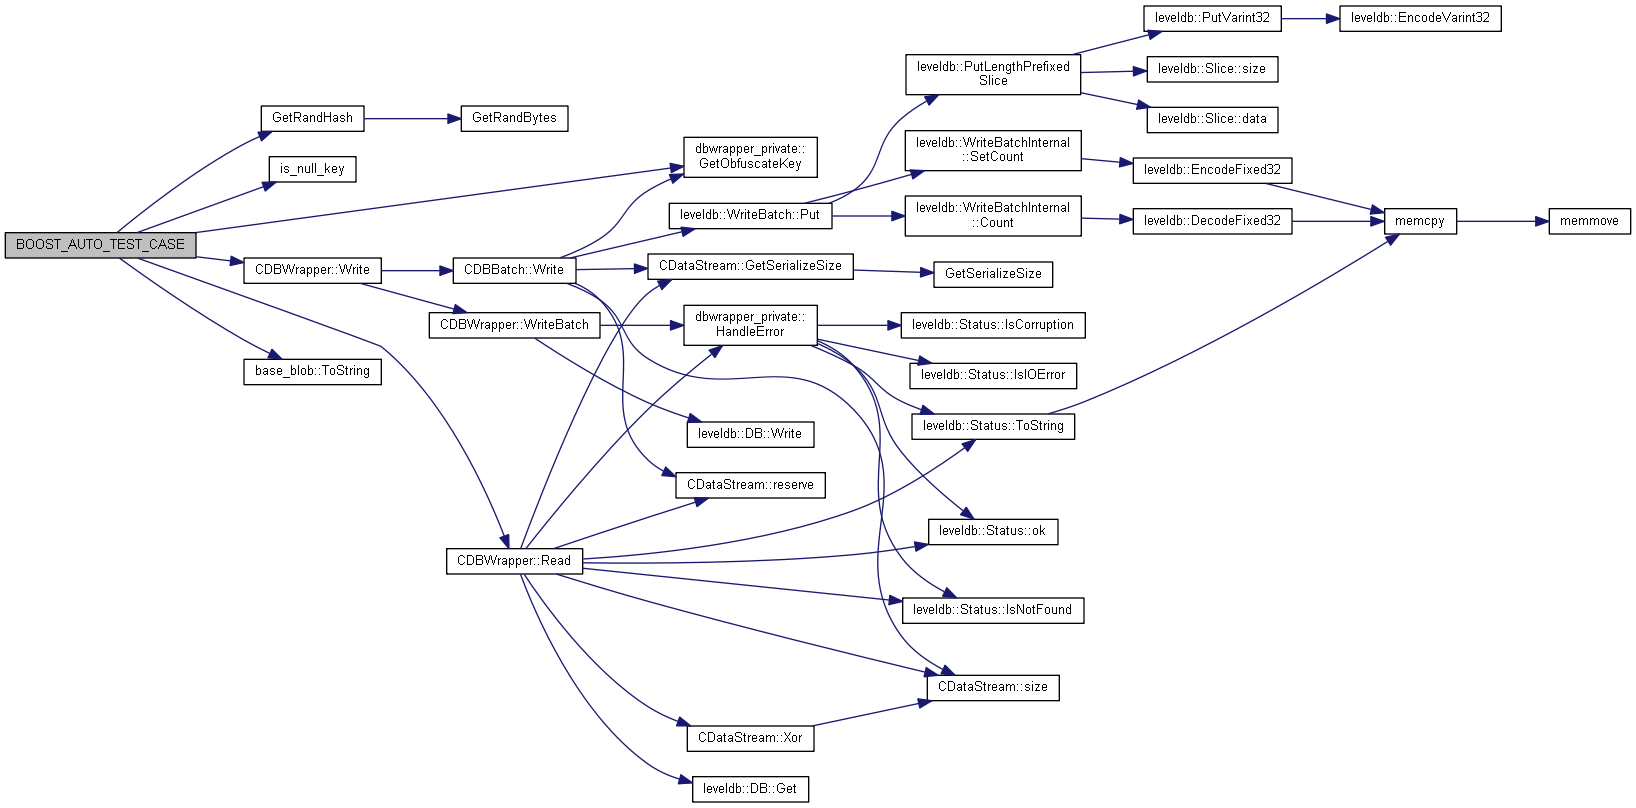 leveldb::PutVarint32
leveldb::EncodeVarint32
leveldb::PutLengthPrefixed
Slice
leveldb::Slice::size
GetRandHash
GetRandBytes
leveldb::Slice::data
dbwrapper_private::
GetObfuscateKey
leveldb::WriteBatchInternal
::SetCount
is_null_key
leveldb::EncodeFixed32
leveldb::WriteBatch::Put
leveldb::WriteBatchInternal
::Count
leveldb::DecodeFixed32
memcpy
memmove
BOOST_AUTO_TEST_CASE
CDBWrapper::Write
CDBBatch::Write
CDataStream::GetSerializeSize
GetSerializeSize
CDBWrapper::WriteBatch
dbwrapper_private::
HandleError
leveldb::Status::IsCorruption
base_blob::ToString
leveldb::Status::IsIOError
leveldb::DB::Write
leveldb::Status::ToString
CDataStream::reserve
leveldb::Status::ok
CDBWrapper::Read
leveldb::Status::IsNotFound
CDataStream::size
CDataStream::Xor
leveldb::DB::Get